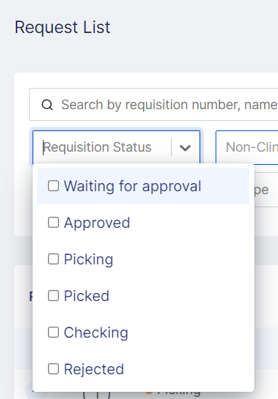 Request List
Search by requisition number, name
Requisition Status
Non-Clin
Waiting for approval
pe
Approved
Picking
Picked
Checking
Rejected